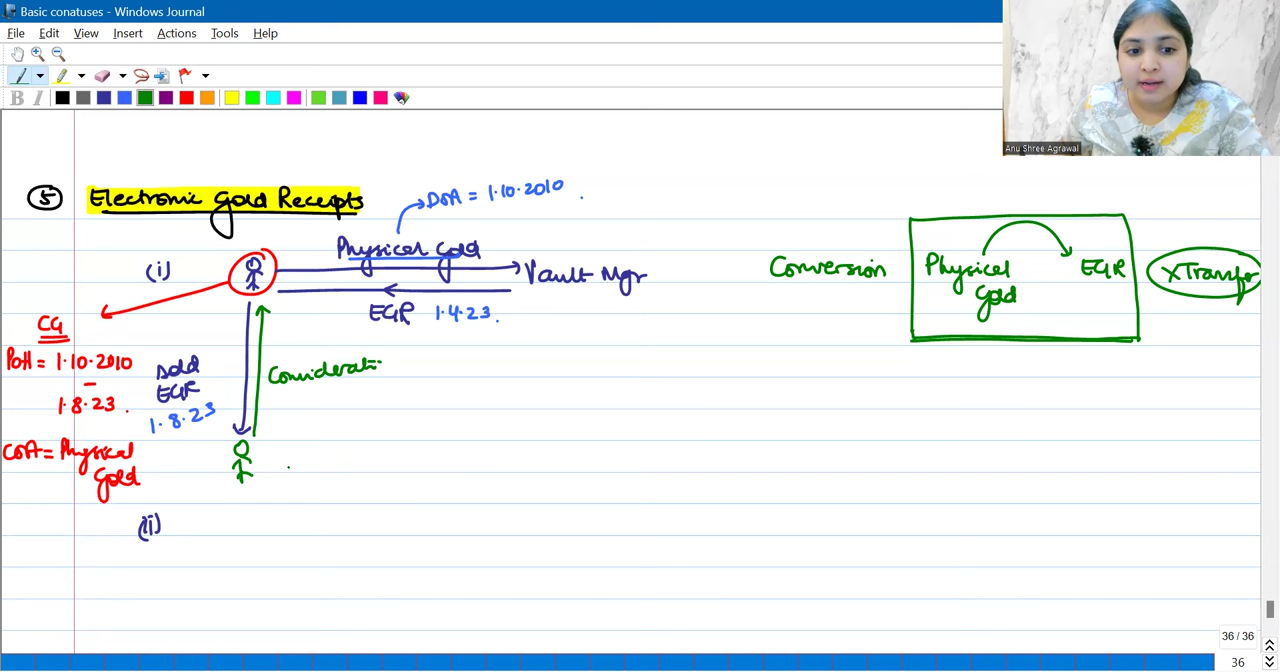 Basic conatuses - Windows Journal
File Edit View Insert Actions Tools Help
B I
Anu Shree Agrawal
5 Electronic Gold Receipts
DOA = 1.10.2010 .
(i) Physical Gold
Vault Mgr
EGR 1.4.23 .
Conversion Physical Gold EGR X Transfer
CG
POH = 1.10.2010
–
1.8.23 .
Sold
EGR
1.8.23
Considerati
COA = Physical
Gold
(ii)
36 / 36
36